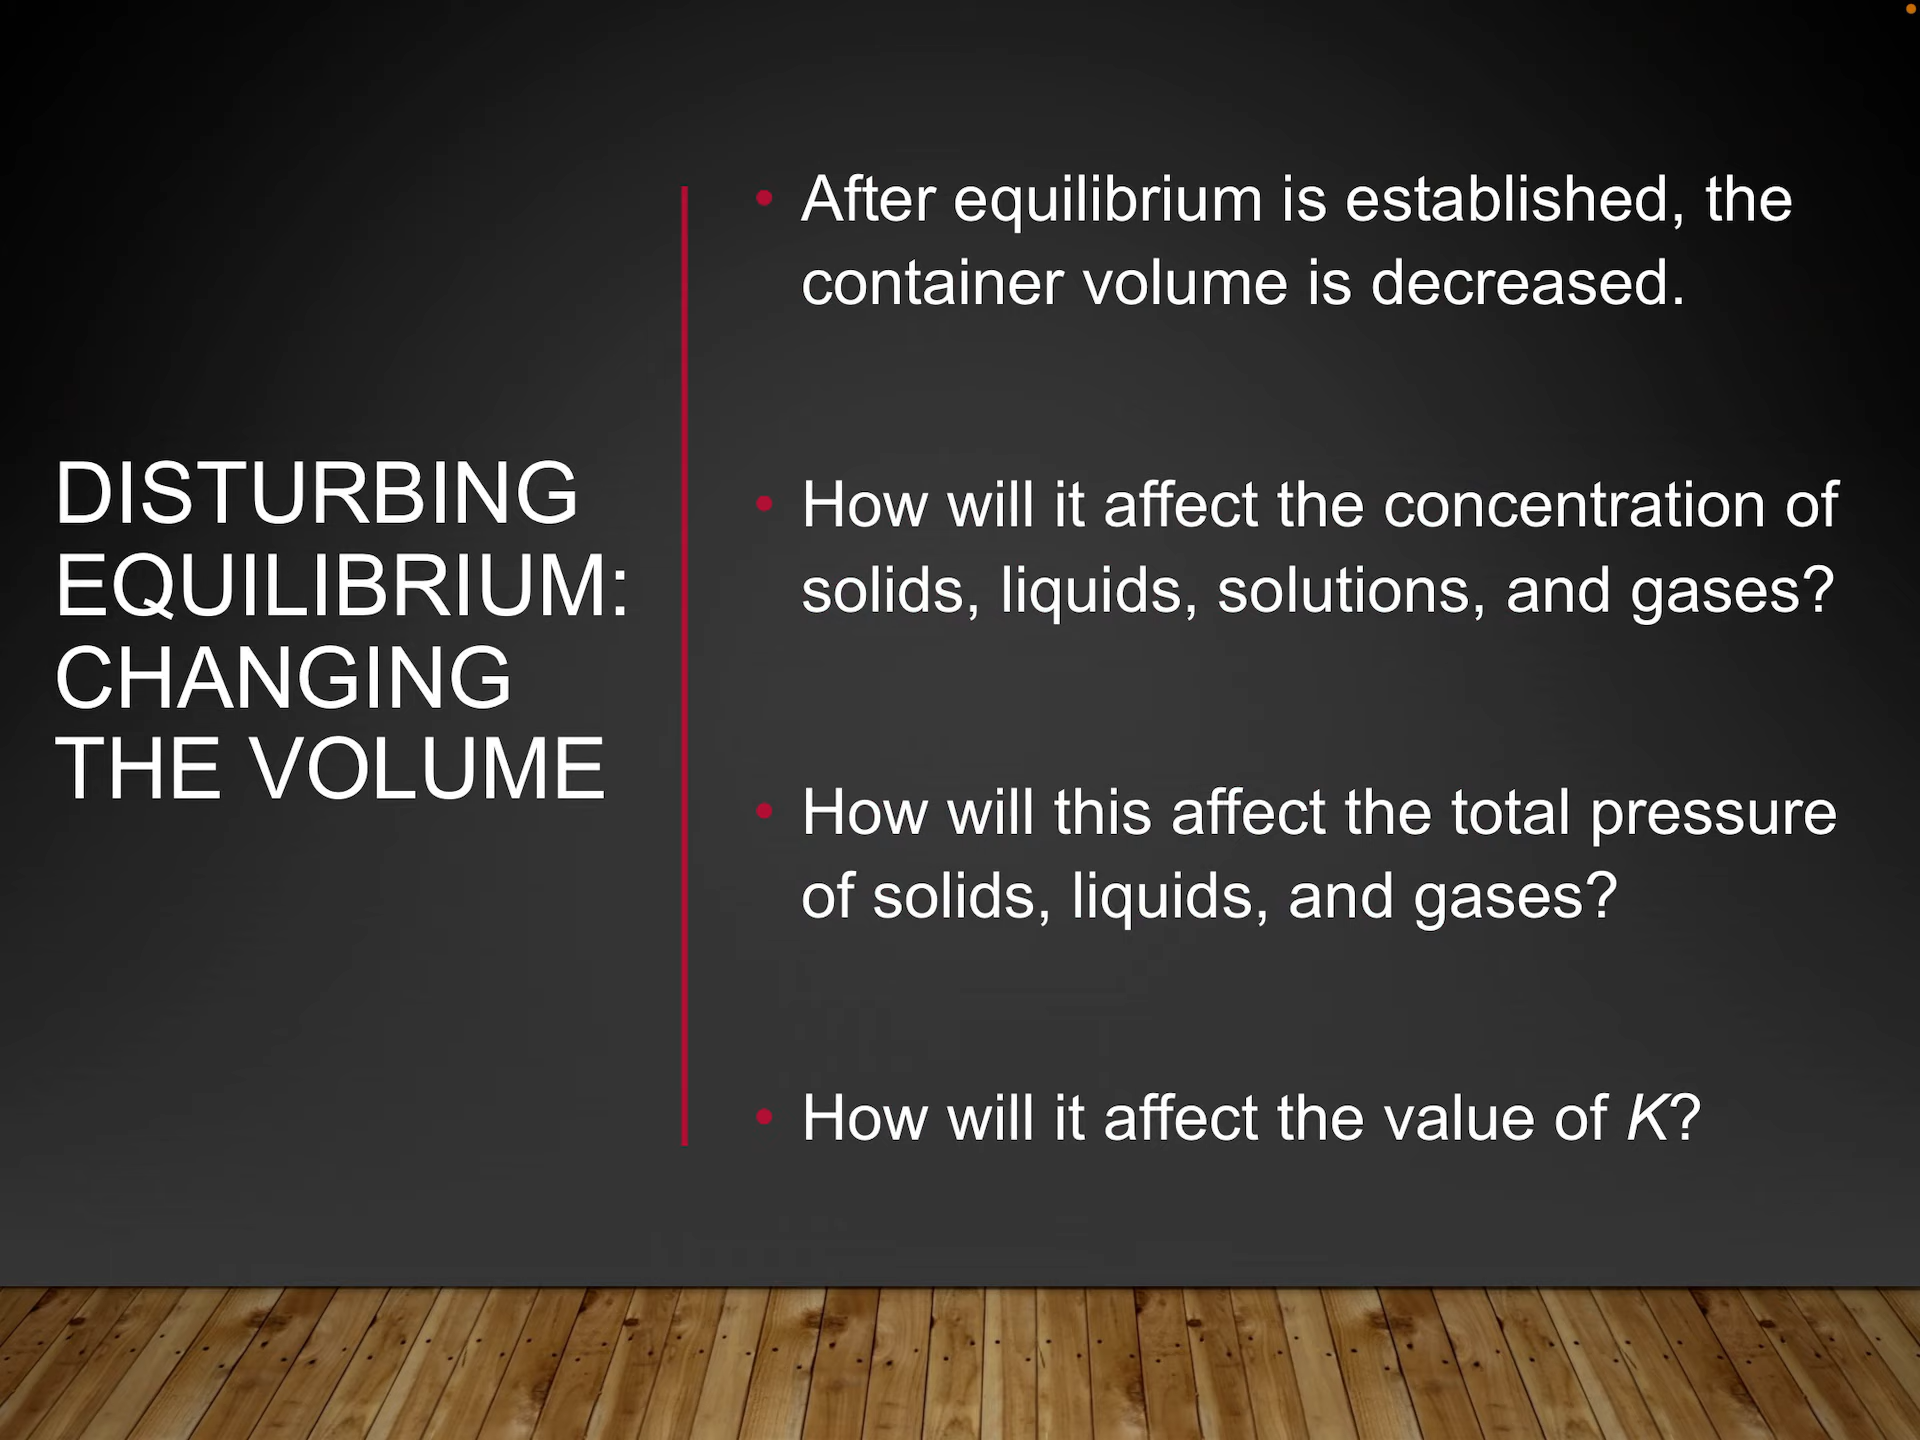 DISTURBING
EQUILIBRIUM:
CHANGING
THE VOLUME
• After equilibrium is established, the
container volume is decreased.
• How will it affect the concentration of
solids, liquids, solutions, and gases?
• How will this affect the total pressure
of solids, liquids, and gases?
• How will it affect the value of K?